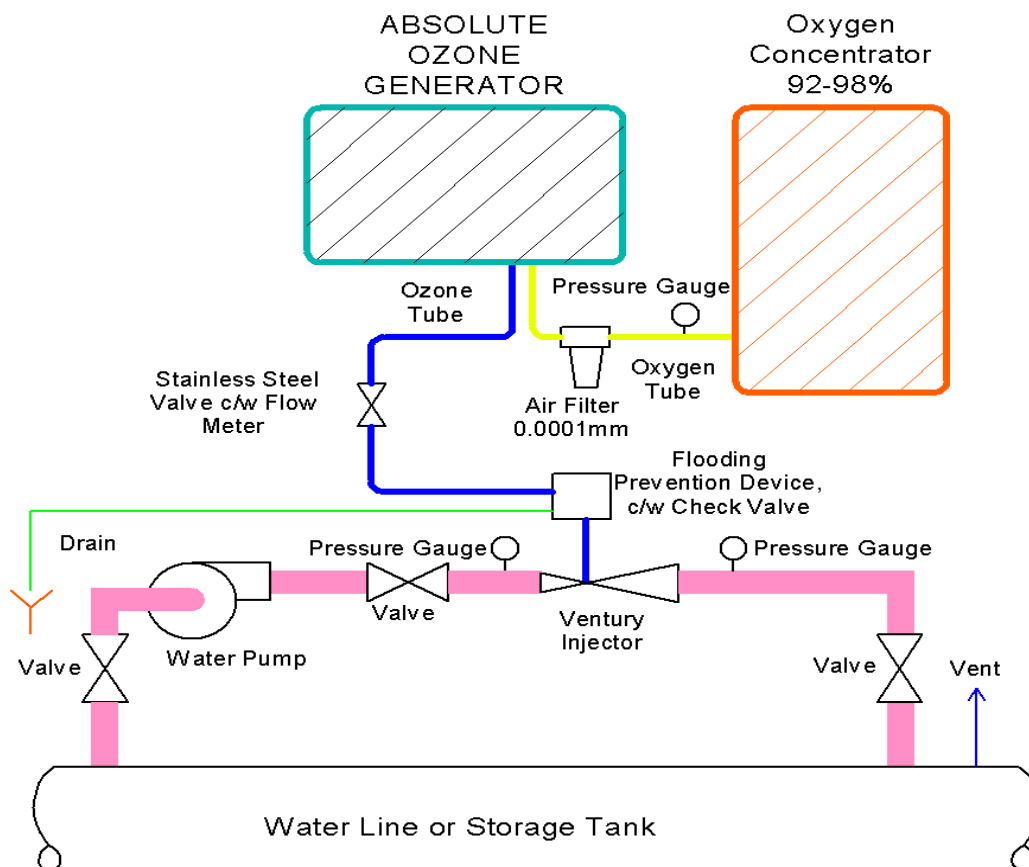 ABSOLUTE
OZONE
GENERATOR
Oxygen
Concentrator
92-98%
Ozone
Tube
Pressure Gauge
Oxygen
Tube
Stainless Steel
Valve c/w Flow
Meter
Air Filter
0.0001mm
Flooding
Prevention Device,
c/w Check Valve
Drain
Pressure Gauge
Pressure Gauge
Valve
Ventury
Injector
Water Pump
Valve
Valve
Vent
Water Line or Storage Tank